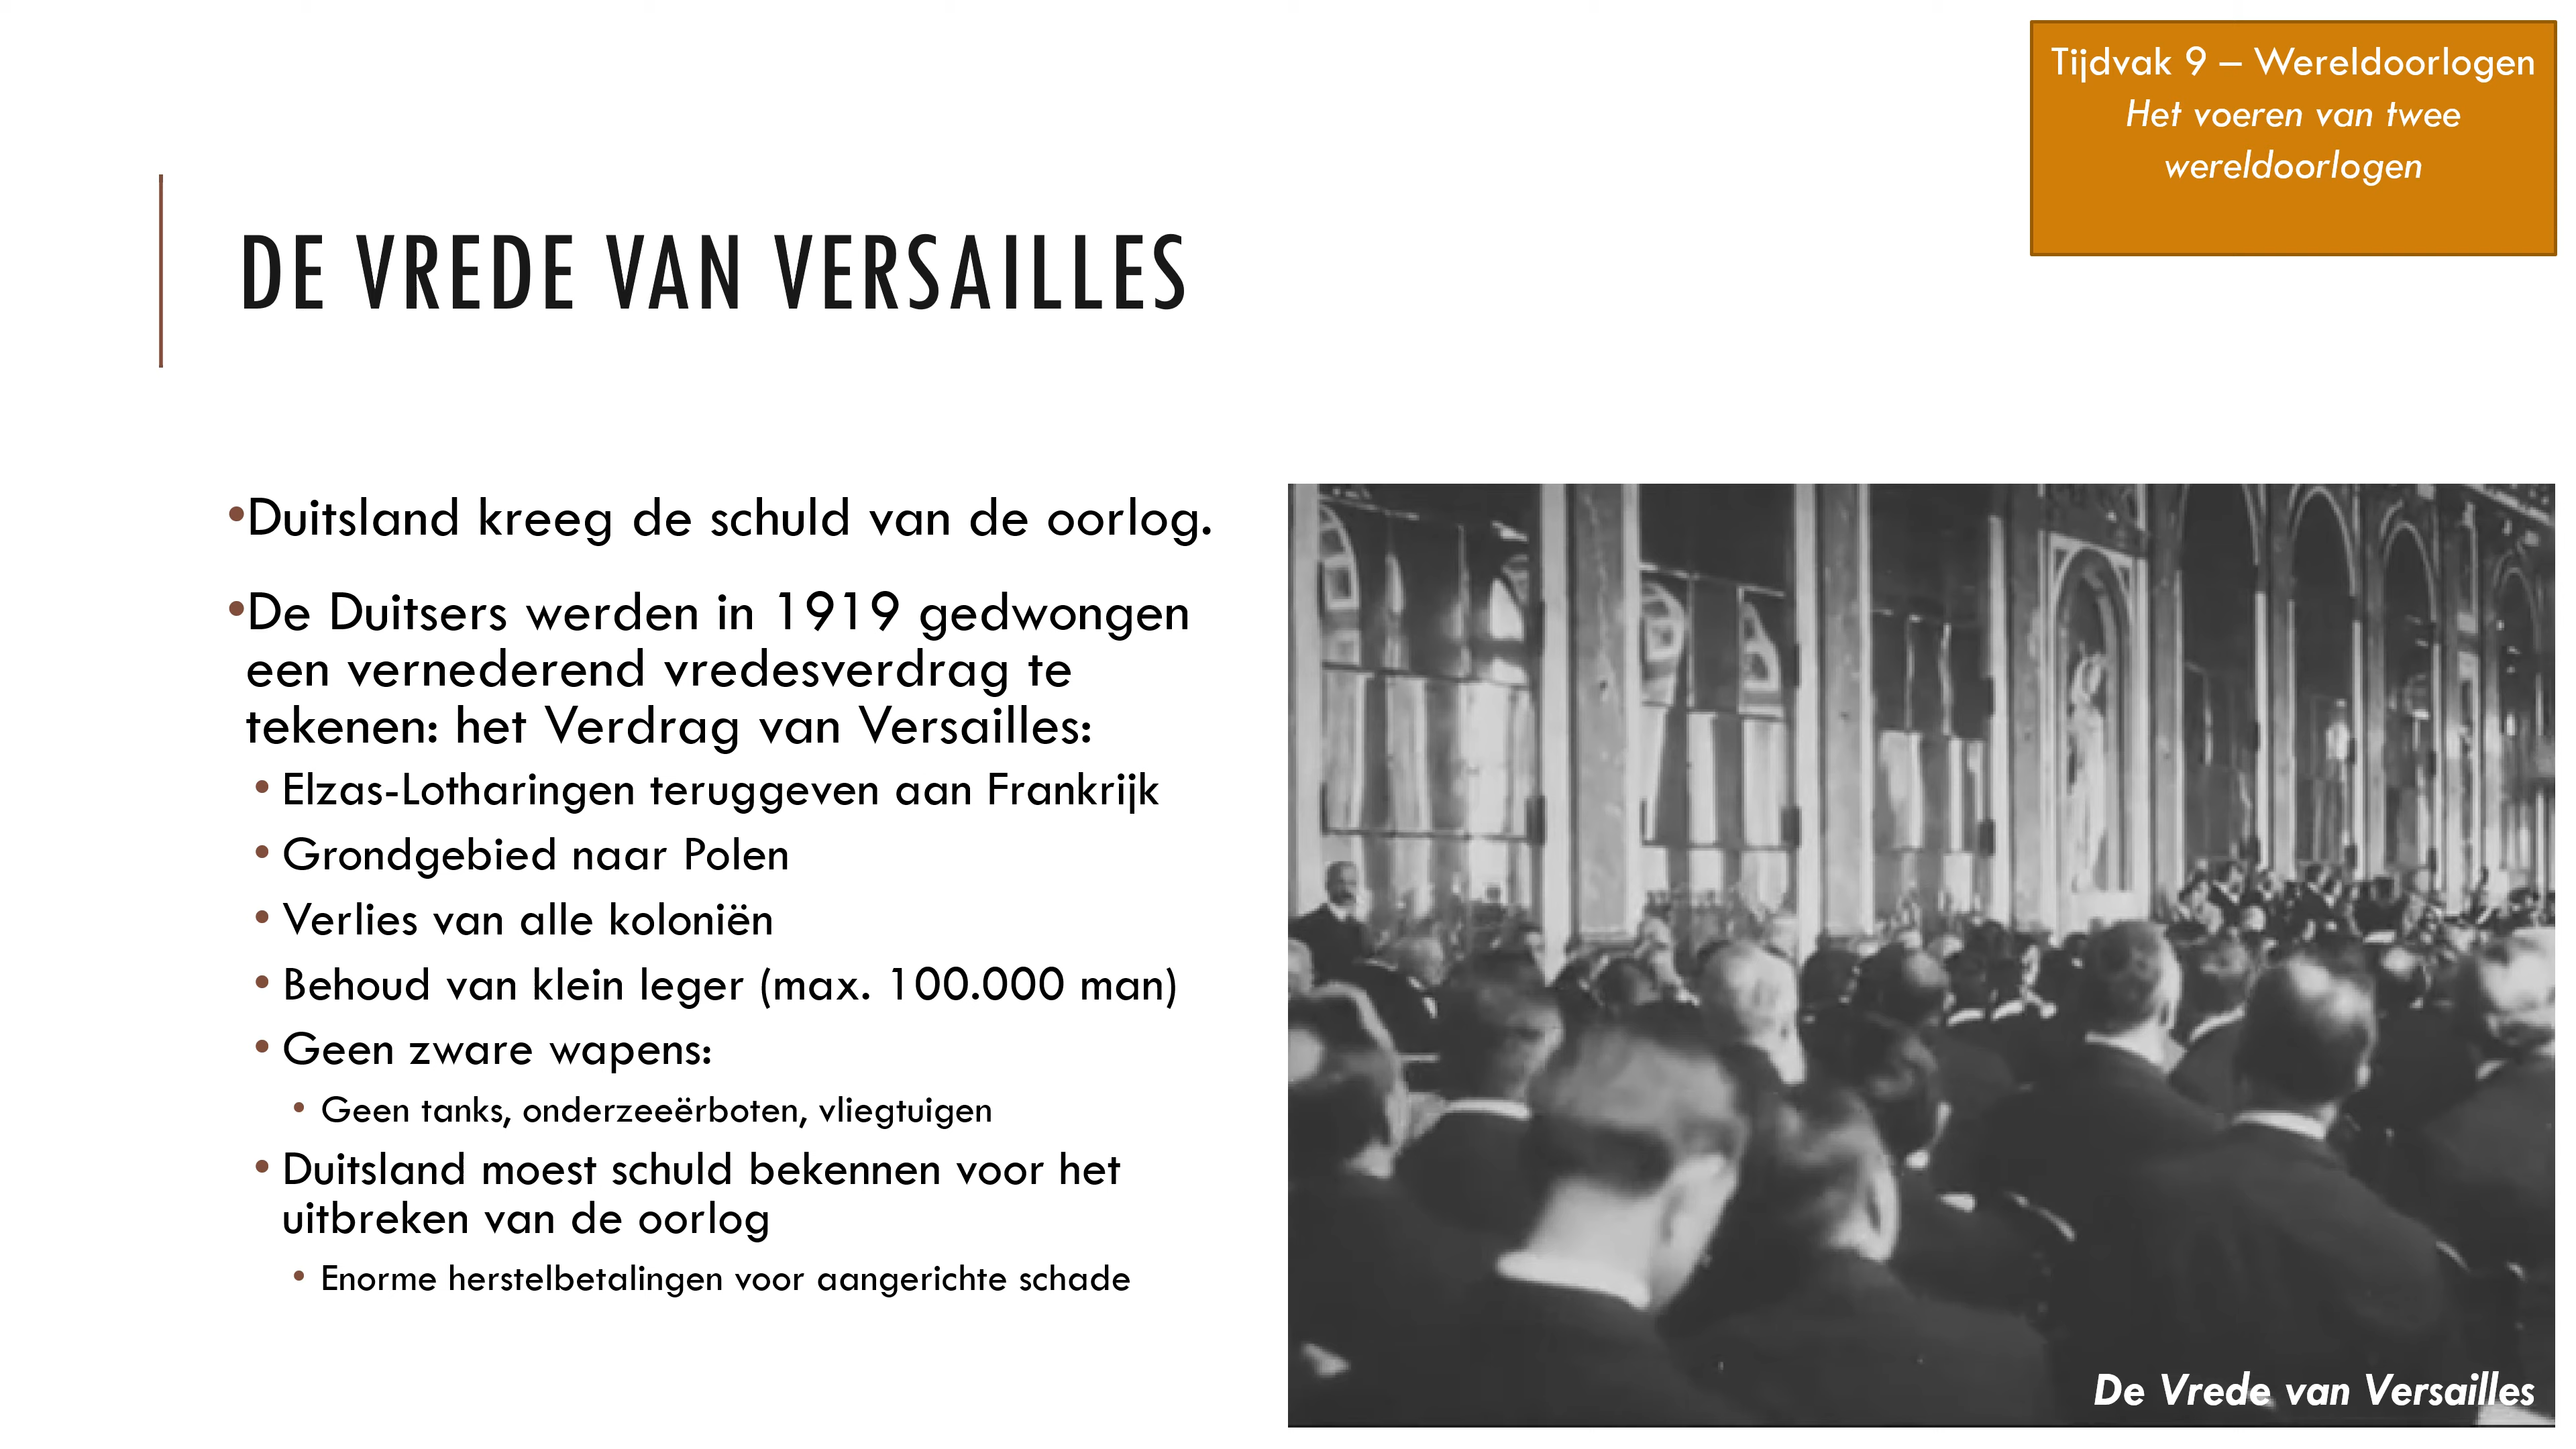 Tijdvak 9 – Wereldoorlogen
Het voeren van twee
wereldoorlogen
DE VREDE VAN VERSAILLES
•Duitsland kreeg de schuld van de oorlog.
•De Duitsers werden in 1919 gedwongen
een vernederend vredesverdrag te
tekenen: het Verdrag van Versailles:
• Elzas-Lotharingen teruggeven aan Frankrijk
• Grondgebied naar Polen
• Verlies van alle koloniën
• Behoud van klein leger (max. 100.000 man)
• Geen zware wapens:
• Geen tanks, onderzeeërboten, vliegtuigen
• Duitsland moest schuld bekennen voor het
uitbreken van de oorlog
• Enorme herstelbetalingen voor aangerichte schade
De Vrede van Versailles